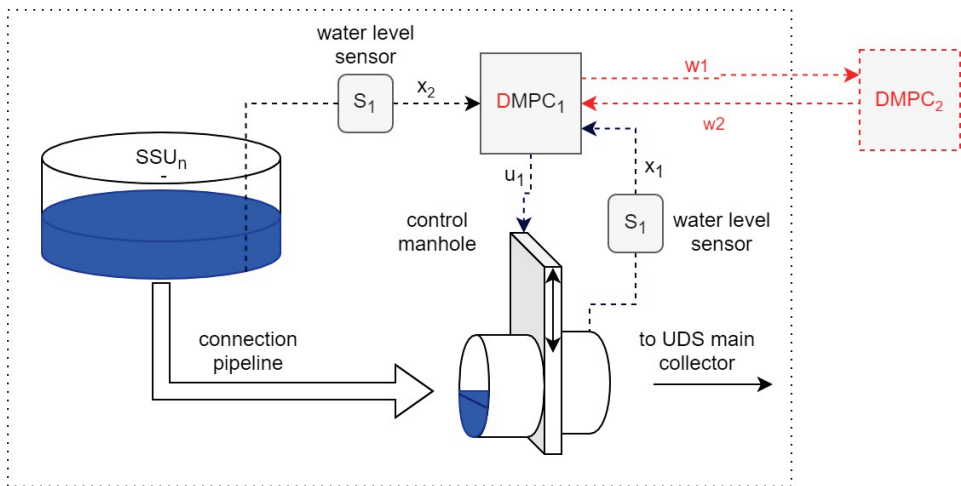 water level
sensor
S1
x2
DMPC1
w1
w2
DMPC2
SSUn
-
u1
x1
control
manhole
S1
water level
sensor
connection
pipeline
to UDS main
collector